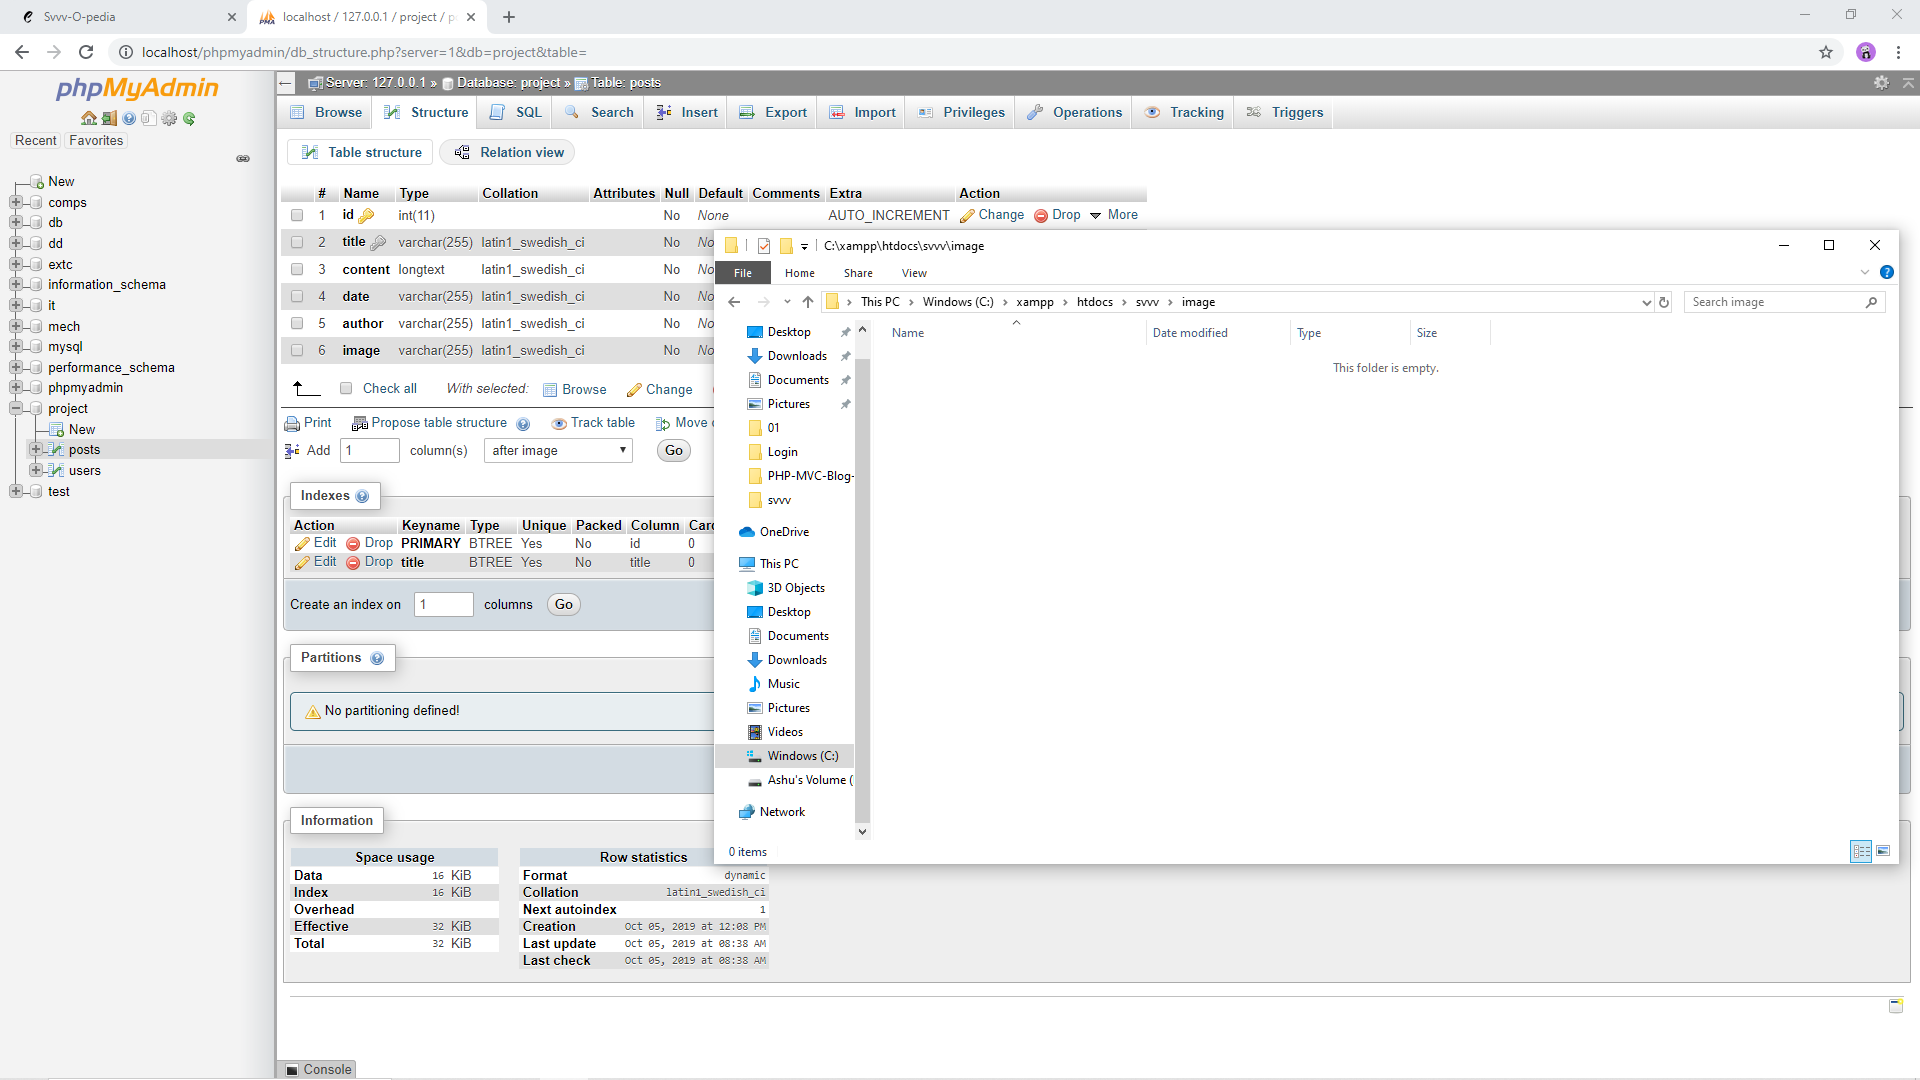 Svvv-O-pedia
localhost / 127.0.0.1 / project / p
localhost/phpmyadmin/db_structure.php?server=1&db=project&table=
phpMyAdmin
Recent
Favorites
New
comps
db
dd
extc
information_schema
it
mech
mysql
performance_schema
phpmyadmin
project
New
posts
users
test
Server: 127.0.0.1 » Database: project » Table: posts
Browse
Structure
SQL
Search
Insert
Export
Import
Privileges
Operations
Tracking
Triggers
Table structure
Relation view
# Name Type Collation Attributes Null Default Comments Extra Action
1 id int(11) No None AUTO_INCREMENT Change Drop More
2 title varchar(255) latin1_swedish_ci No No
3 content longtext latin1_swedish_ci No No
4 date varchar(255) latin1_swedish_ci No No
5 author varchar(255) latin1_swedish_ci No No
6 image varchar(255) latin1_swedish_ci No No
Check all With selected: Browse Change
Print Propose table structure Track table Move
Add 1 column(s) after image Go
Indexes
Action Keyname Type Unique Packed Column Card
Edit Drop PRIMARY BTREE Yes No id 0
Edit Drop title BTREE Yes No title 0
Create an index on 1 columns Go
Partitions
No partitioning defined!
Information
Space usage
Data 16 KiB
Index 16 KiB
Overhead
Effective 32 KiB
Total 32 KiB
Row statistics
Format dynamic
Collation latin1_swedish_ci
Next autoindex 1
Creation Oct 05, 2019 at 12:08 PM
Last update Oct 05, 2019 at 08:38 AM
Last check Oct 05, 2019 at 08:38 AM
Console
C:\xampp\htdocs\svvv\image
File Home Share View
This PC > Windows (C:) > xampp > htdocs > svvv > image
Search image
Desktop
Downloads
Documents
Pictures
01
Login
PHP-MVC-Blog-
svvv
OneDrive
This PC
3D Objects
Desktop
Documents
Downloads
Music
Pictures
Videos
Windows (C:)
Ashu's Volume (
Network
Name Date modified Type Size
This folder is empty.
0 items